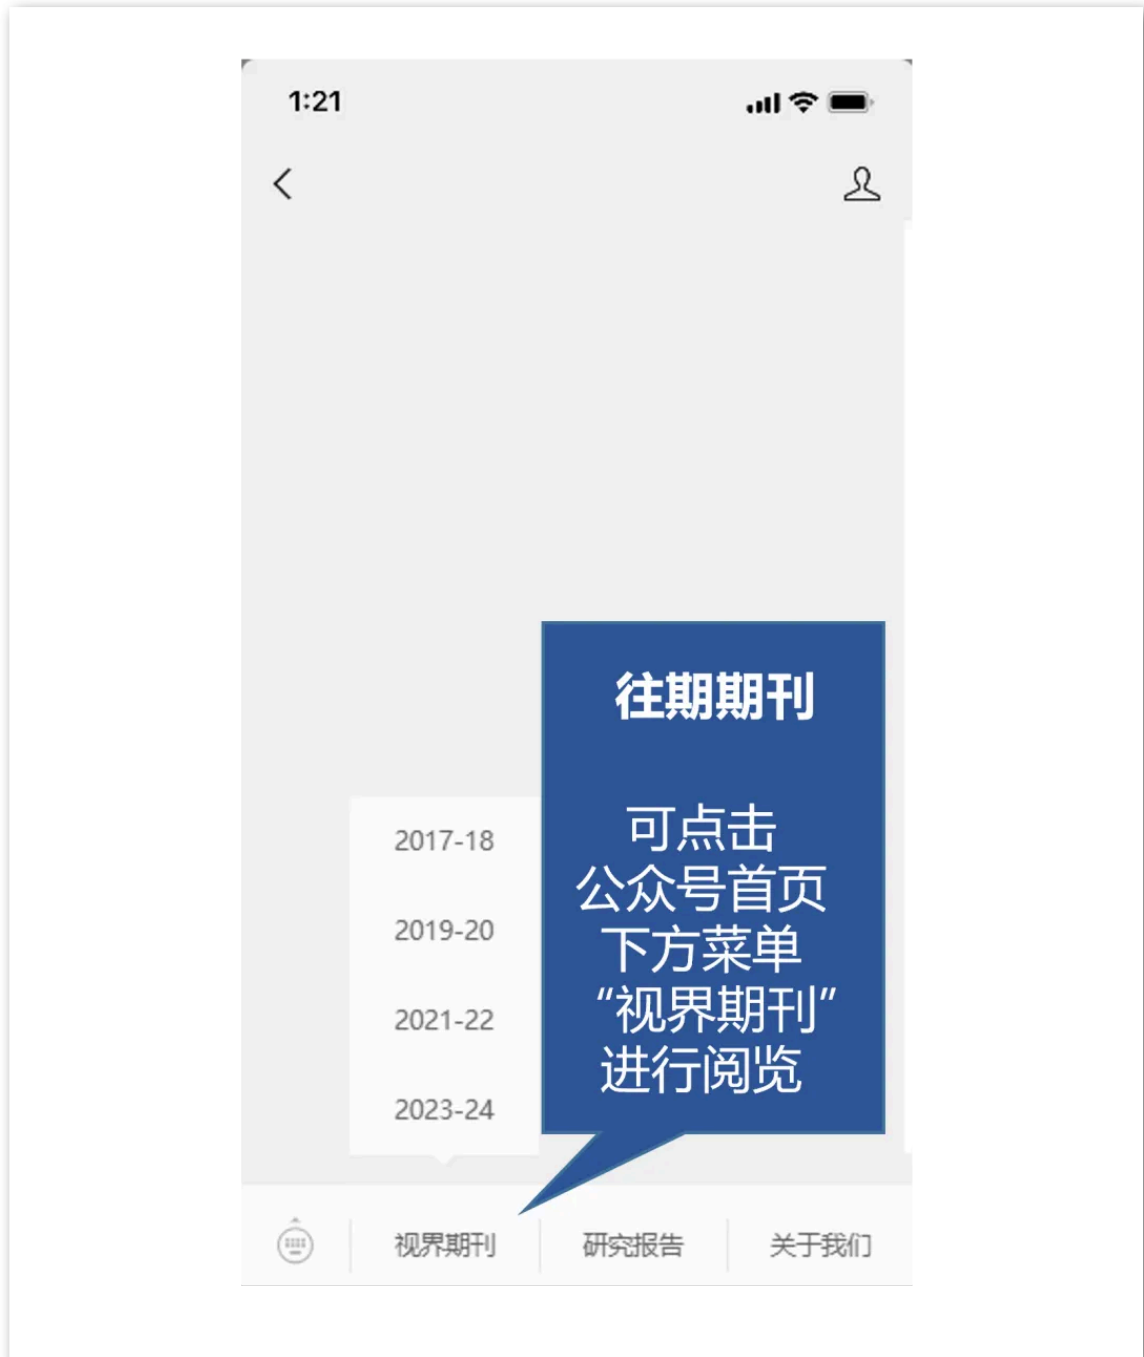 1:21
往期期刊
可点击
公众号首页
下方菜单
“视界期刊”
进行阅览
2017-18
2019-20
2021-22
2023-24
视界期刊
研究报告
关于我们